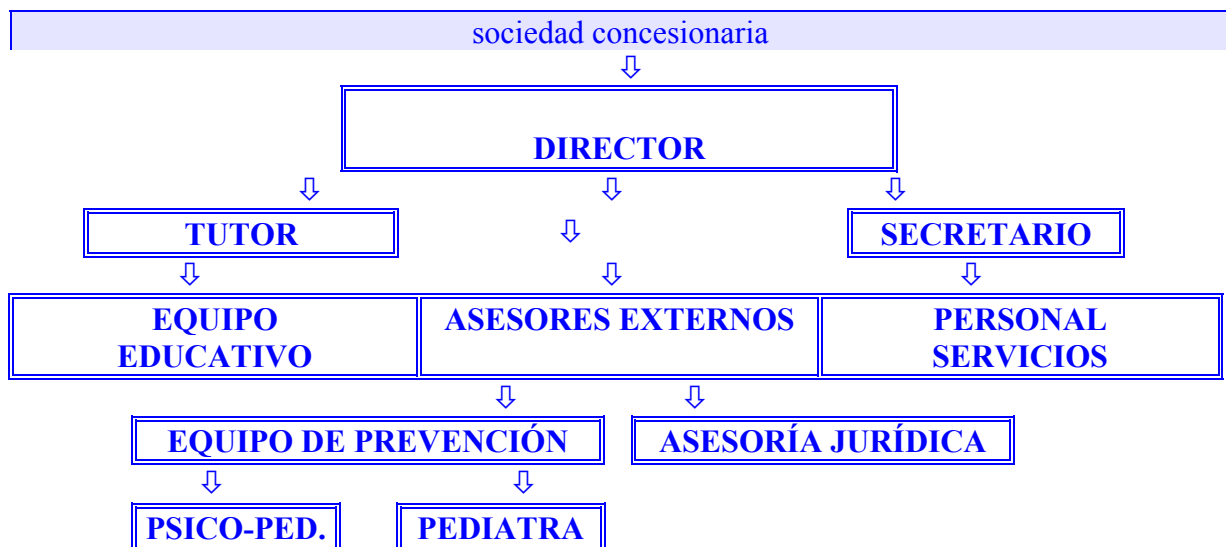 sociedad concesionaria
DIRECTOR
TUTOR
SECRETARIO
EQUIPO
EDUCATIVO
ASESORES EXTERNOS
PERSONAL
SERVICIOS
EQUIPO DE PREVENCIÓN
ASESORÍA JURÍDICA
PSICO-PED.
PEDIATRA